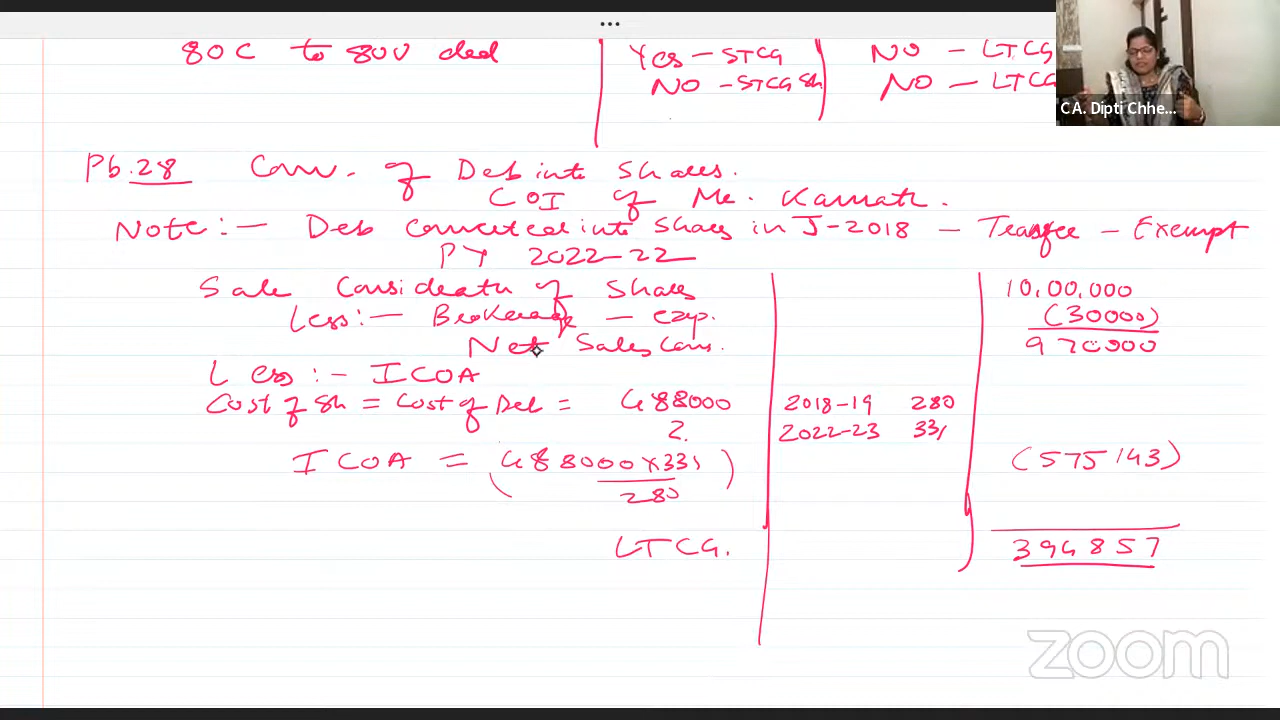 80C to 80U ded | Yes – STCG | NO – LTCG
NO – STCG Sh | NO – LTCG
C A. Dipti Chhe...
Pb.28 Conv. of Deb into Shares.
COI of Mr. Kamath.
Note:- Deb converted into Shares in J-2018 – Transfer – Exempt
PY 2022-22
Sale Consideratn of Shares 10,00,000
Less:- Brokerage – exp. (30000)
Net Sales Cons. 970000
Less:- ICOA
Cost of Sh = Cost of Deb = 488000 2018-19 280
2. 2022-23 331
ICOA = (488000 x 331 / 280) (575143)
LTCG. 394857
zoom